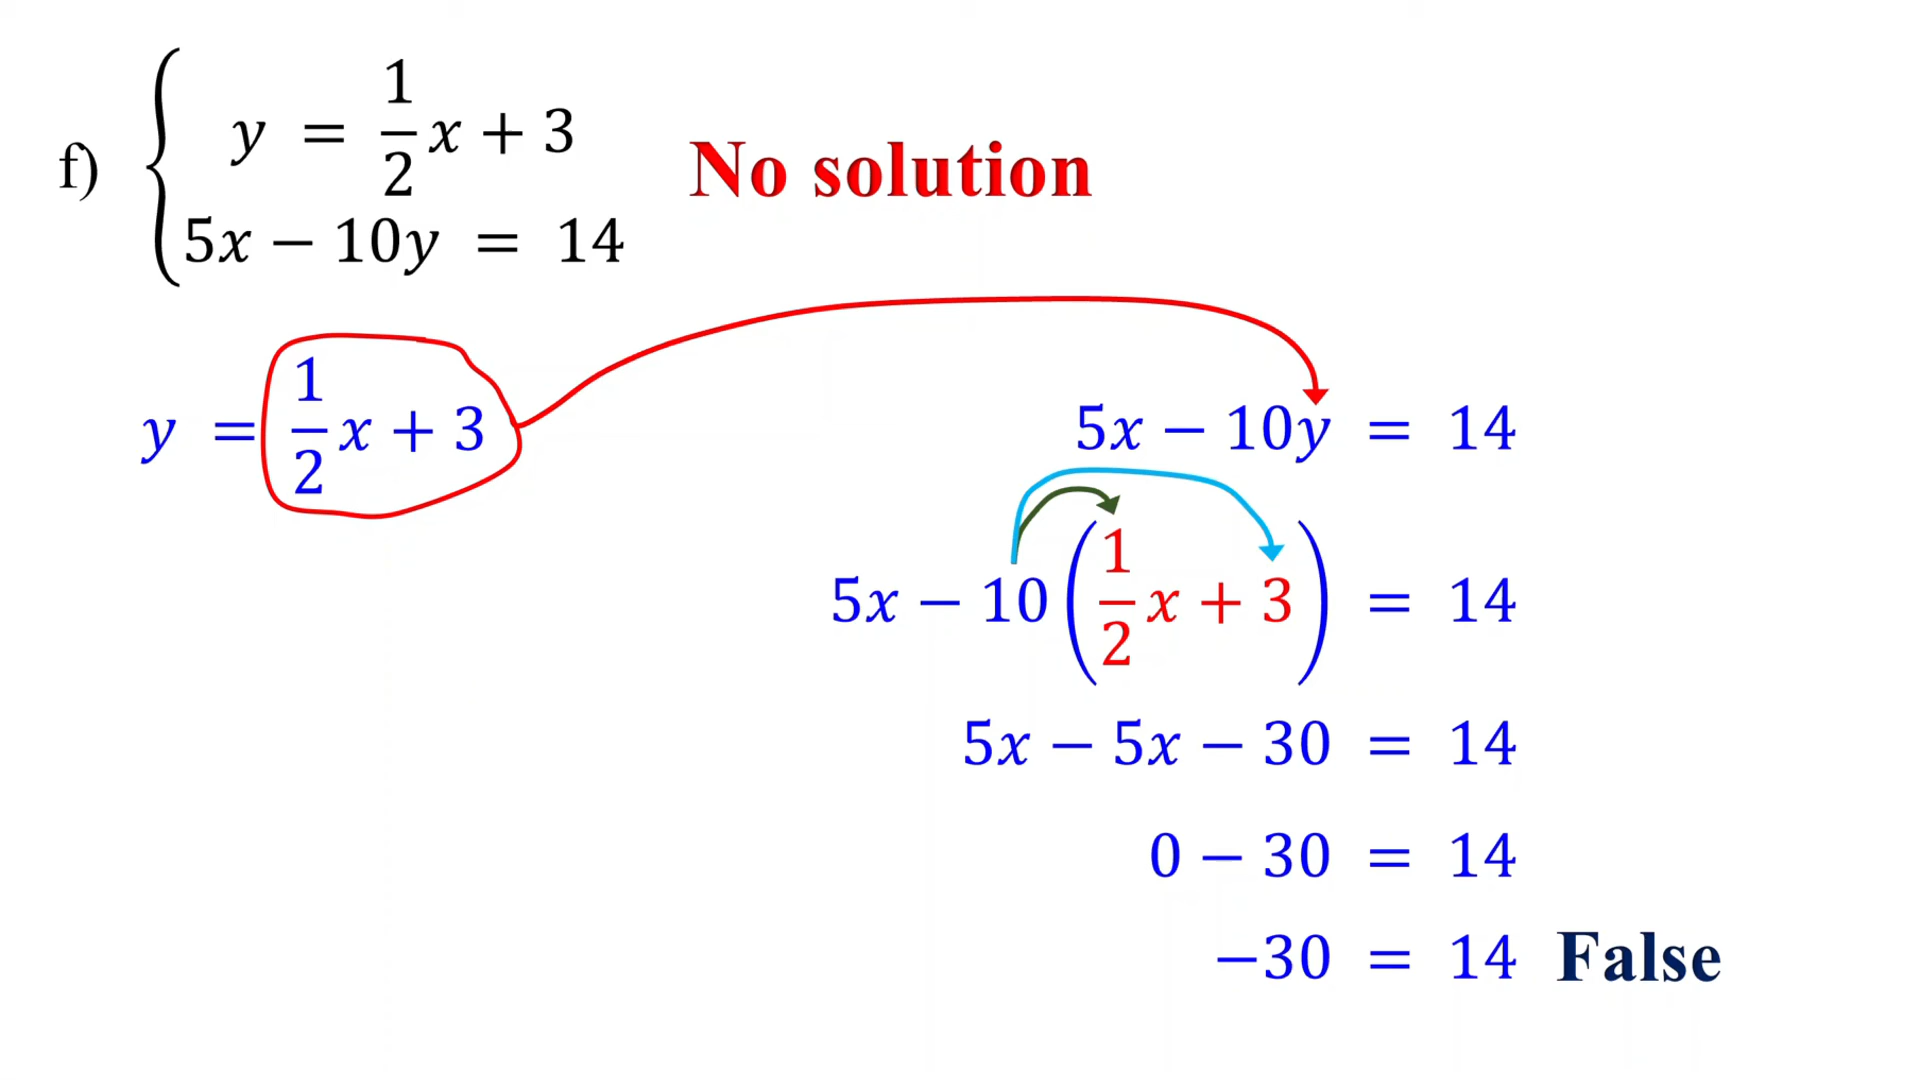 f) { y = 1/2 x + 3
5x − 10y = 14
No solution
y = 1/2 x + 3
5x − 10y = 14
5x − 10(1/2 x + 3) = 14
5x − 5x − 30 = 14
0 − 30 = 14
−30 = 14 False